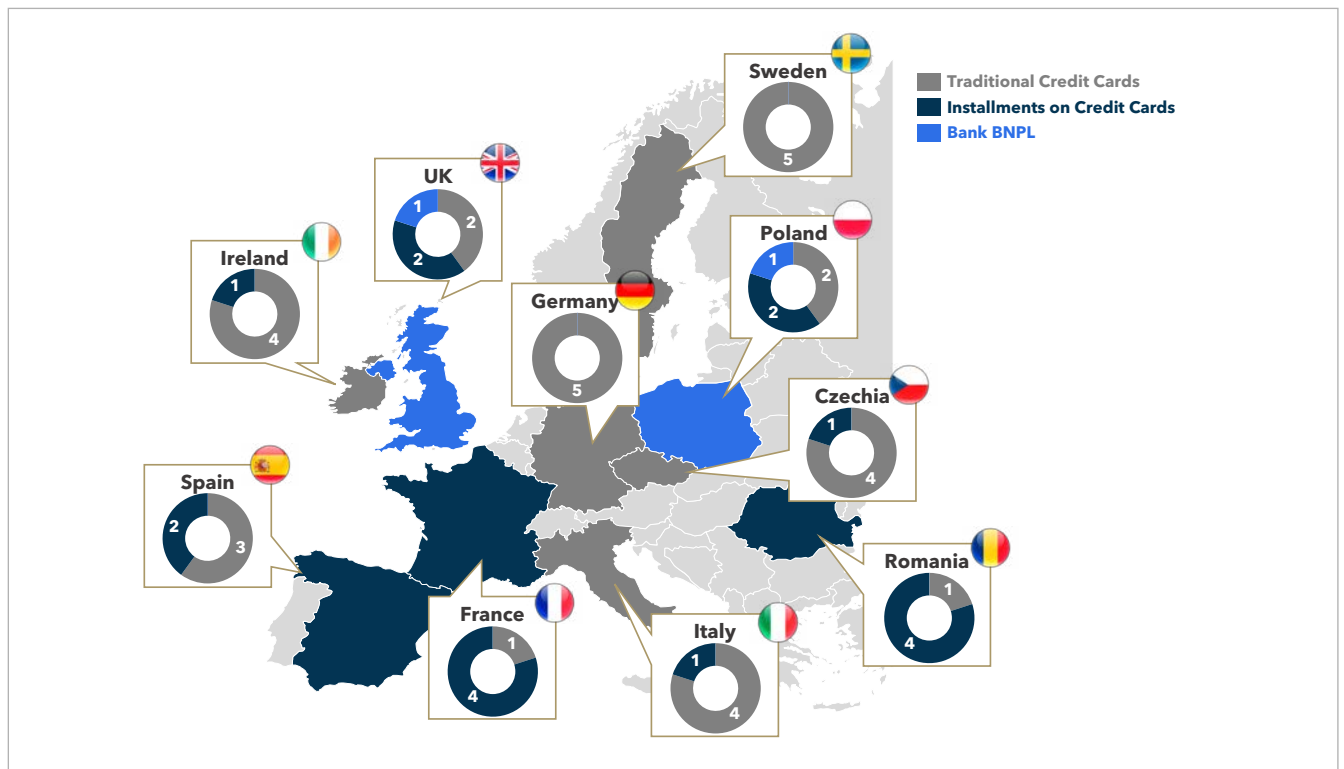 Traditional Credit Cards
Installments on Credit Cards
Bank BNPL
Sweden
5
UK
1
2
2
Poland
1
2
2
Ireland
1
4
Germany
5
Czechia
1
4
Spain
2
3
Romania
1
4
France
1
4
Italy
1
4